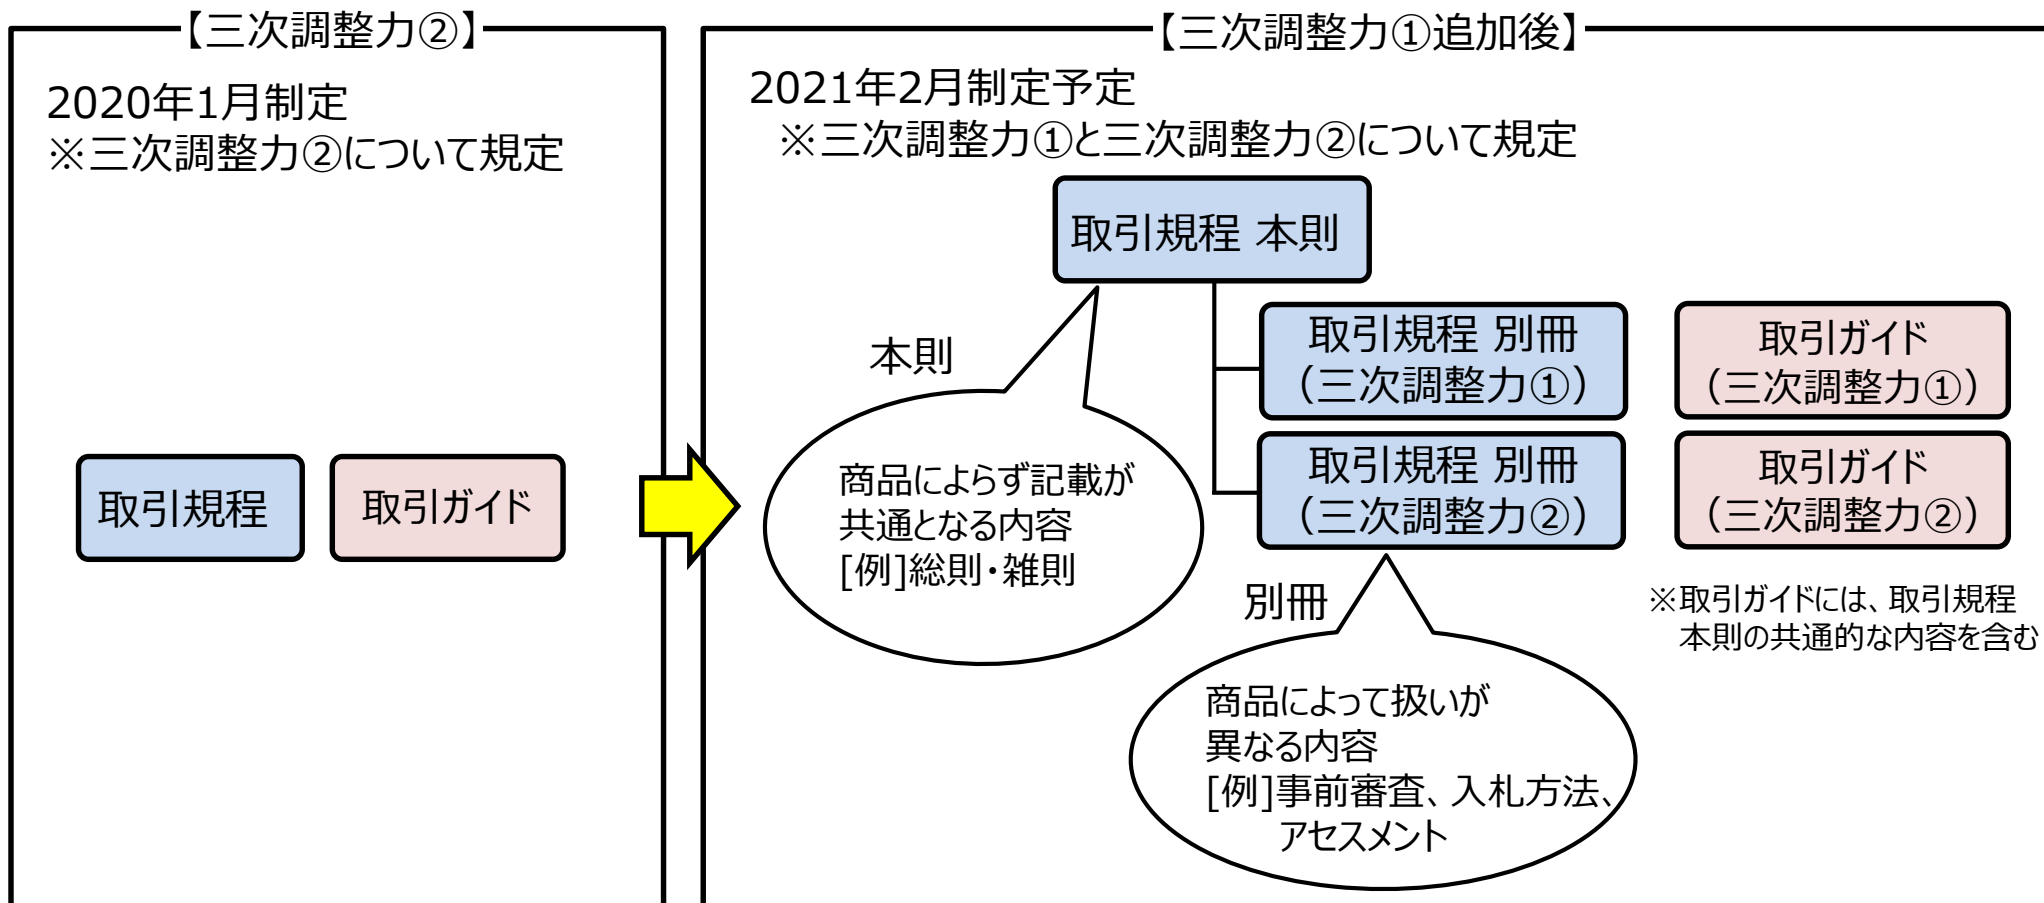 【三次調整力②】
2020年1月制定
※三次調整力②について規定
取引規程
取引ガイド
【三次調整力①追加後】
2021年2月制定予定
※三次調整力①と三次調整力②について規定
取引規程 本則
本則
商品によらず記載が
共通となる内容
[例]総則・雑則
取引規程 別冊
（三次調整力①）
取引ガイド
（三次調整力①）
取引規程 別冊
（三次調整力②）
取引ガイド
（三次調整力②）
別冊
商品によって扱いが
異なる内容
[例]事前審査、入札方法、
アセスメント
※取引ガイドには、取引規程
本則の共通的な内容を含む